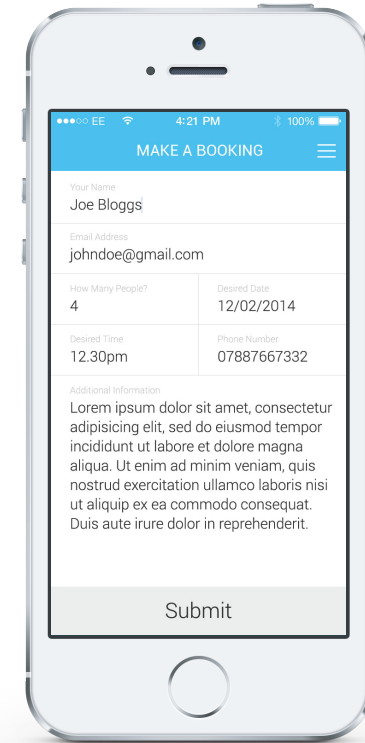 EE 4:21 PM 100%
MAKE A BOOKING
Your Name
Joe Bloggs
Email Address
johndoe@gmail.com
How Many People? Desired Date
4 12/02/2014
Desired Time Phone Number
12.30pm 07887667332
Additional Information
Lorem ipsum dolor sit amet, consectetur
adipisicing elit, sed do eiusmod tempor
incididunt ut labore et dolore magna
aliqua. Ut enim ad minim veniam, quis
nostrud exercitation ullamco laboris nisi
ut aliquip ex ea commodo consequat.
Duis aute irure dolor in reprehenderit.
Submit